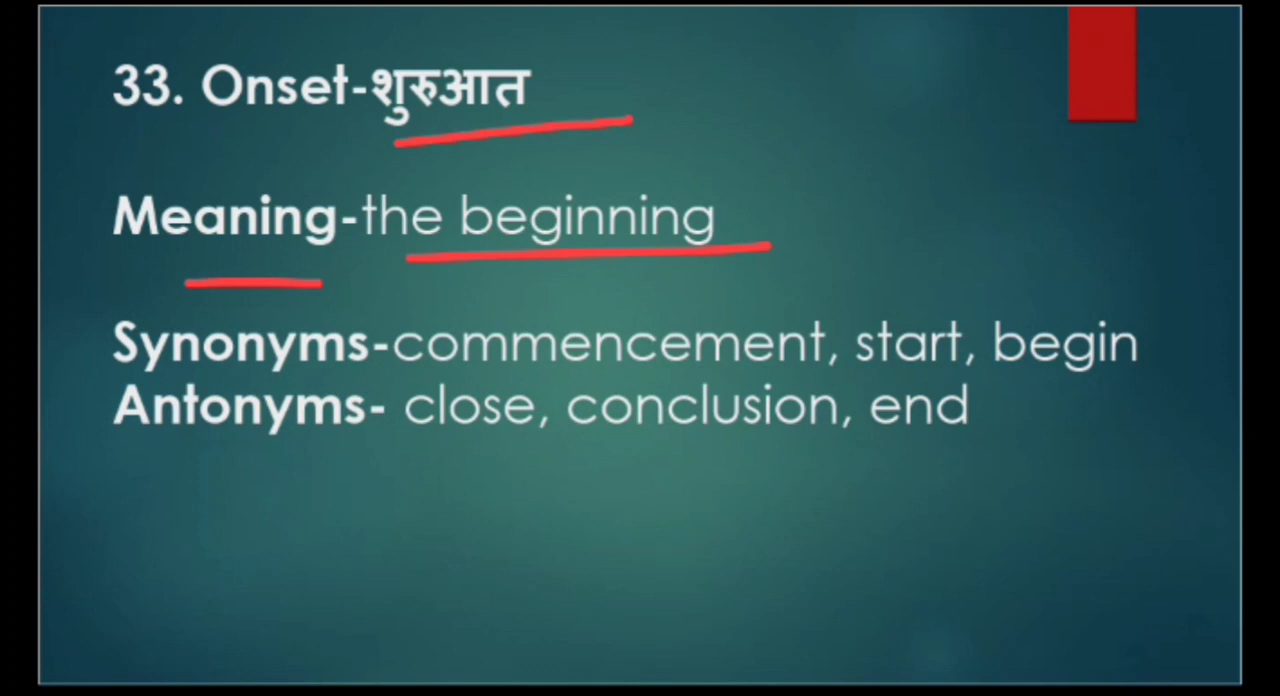 33. Onset-शुरुआत
Meaning-the beginning
Synonyms-commencement, start, begin
Antonyms- close, conclusion, end